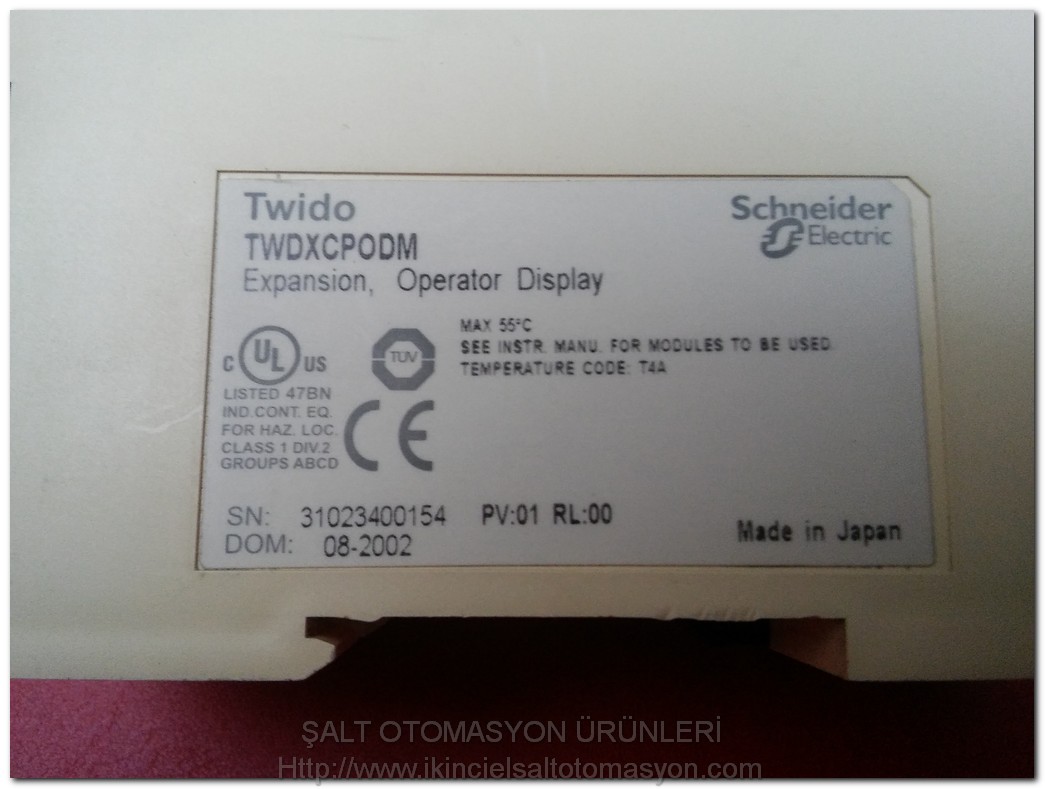 Twido
TWDXCPODM
Expansion, Operator Display
Schneider
Electric
C UL US
LISTED 47BN
IND.CONT. EQ.
FOR HAZ. LOC.
CLASS 1 DIV.2
GROUPS ABCD
TUV
CE
MAX 55°C
SEE INSTR. MANU. FOR MODULES TO BE USED.
TEMPERATURE CODE: T4A
SN: 31023400154 PV:01 RL:00
DOM: 08-2002
Made in Japan
ŞALT OTOMASYON ÜRÜNLERİ
Http://www.ikincielsaltotomasyon.com